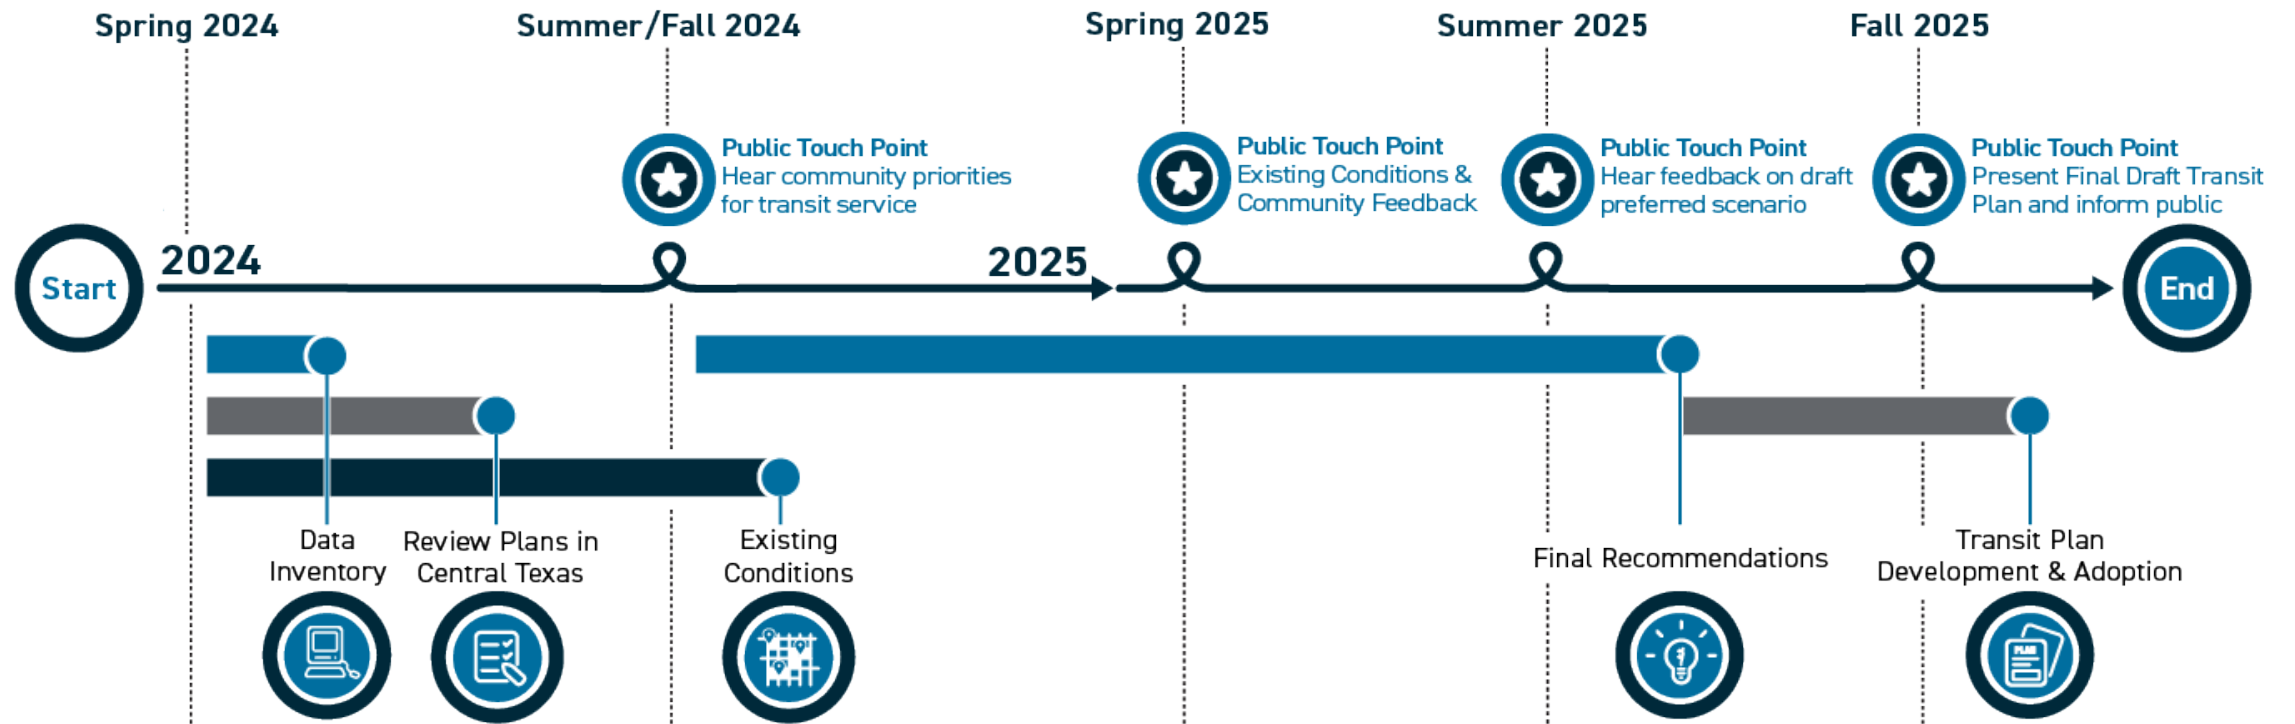 Spring 2024
Summer/Fall 2024
Spring 2025
Summer 2025
Fall 2025
Public Touch Point
Hear community priorities
for transit service
Public Touch Point
Existing Conditions &
Community Feedback
Public Touch Point
Hear feedback on draft
preferred scenario
Public Touch Point
Present Final Draft Transit
Plan and inform public
Start
2024
2025
End
Data
Inventory
Review Plans in
Central Texas
Existing
Conditions
Final Recommendations
Transit Plan
Development & Adoption
PLAN